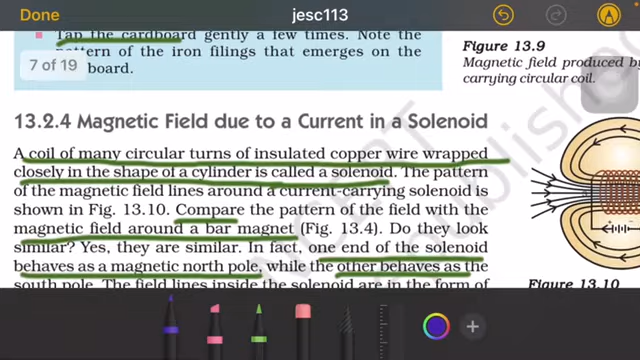 Done
jesc113
Tap the cardboard gently a few times. Note the
pattern of the iron filings that emerges on the
board.
7 of 19
Figure 13.9
Magnetic field produced by
carrying circular coil.
13.2.4 Magnetic Field due to a Current in a Solenoid
A coil of many circular turns of insulated copper wire wrapped
closely in the shape of a cylinder is called a solenoid. The pattern
of the magnetic field lines around a current-carrying solenoid is
shown in Fig. 13.10. Compare the pattern of the field with the
magnetic field around a bar magnet (Fig. 13.4). Do they look
similar? Yes, they are similar. In fact, one end of the solenoid
behaves as a magnetic north pole, while the other behaves as the
south pole. The field lines inside the solenoid are in the form of
Figure 13.10